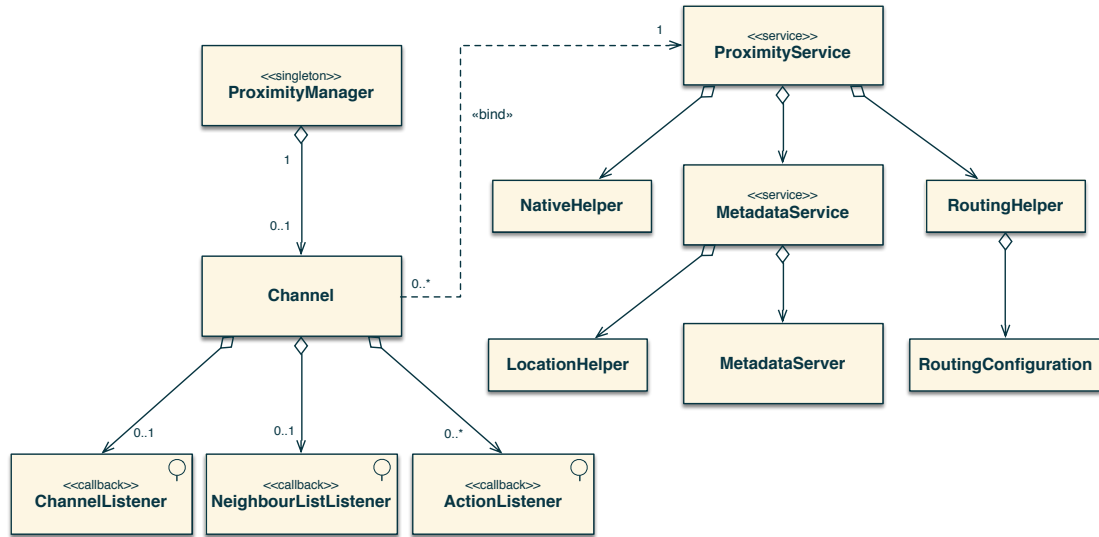 <<service>>
ProximityService
1
<<singleton>>
ProximityManager
«bind»
1
NativeHelper
<<service>>
MetadataService
RoutingHelper
0..1
Channel
0..*
LocationHelper
MetadataServer
RoutingConfiguration
0..1
0..1
0..*
<<callback>>
ChannelListener
<<callback>>
NeighbourListListener
<<callback>>
ActionListener